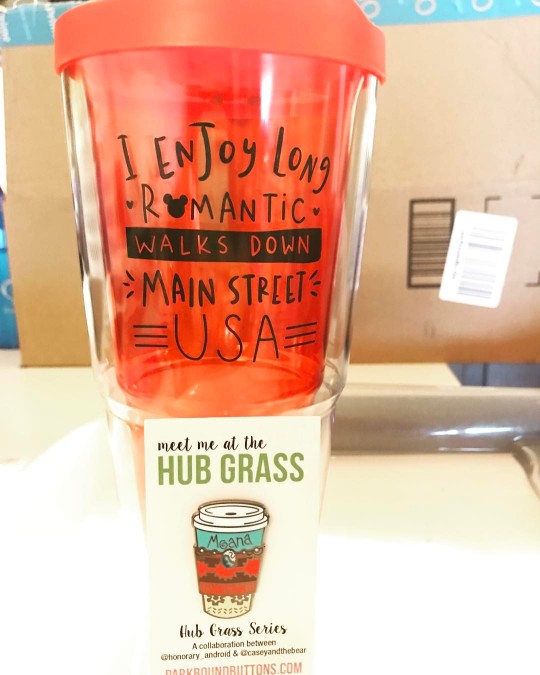 I ENJOY LONG
ROMANTIC
WALKS DOWN
MAIN STREET
USA
meet me at the
HUB GRASS
Moana
Hub Grass Series
A collaboration between
@honorary_android & @caseyandthebear
PARKBOUNDBUTTONS.COM